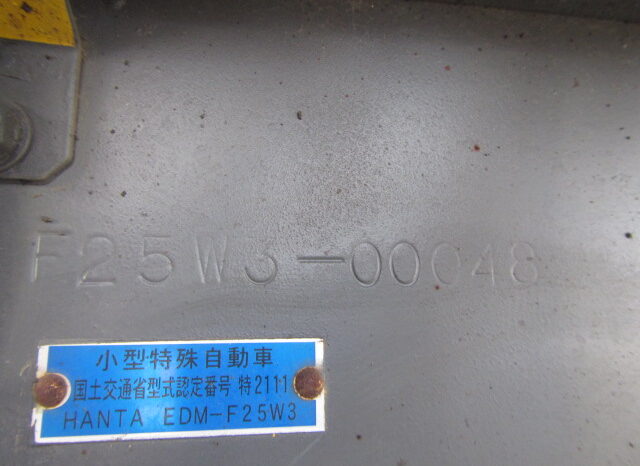 F25W3-00048
小型特殊自動車
国土交通省型式認定番号 特2111
HANTA EDM-F25W3